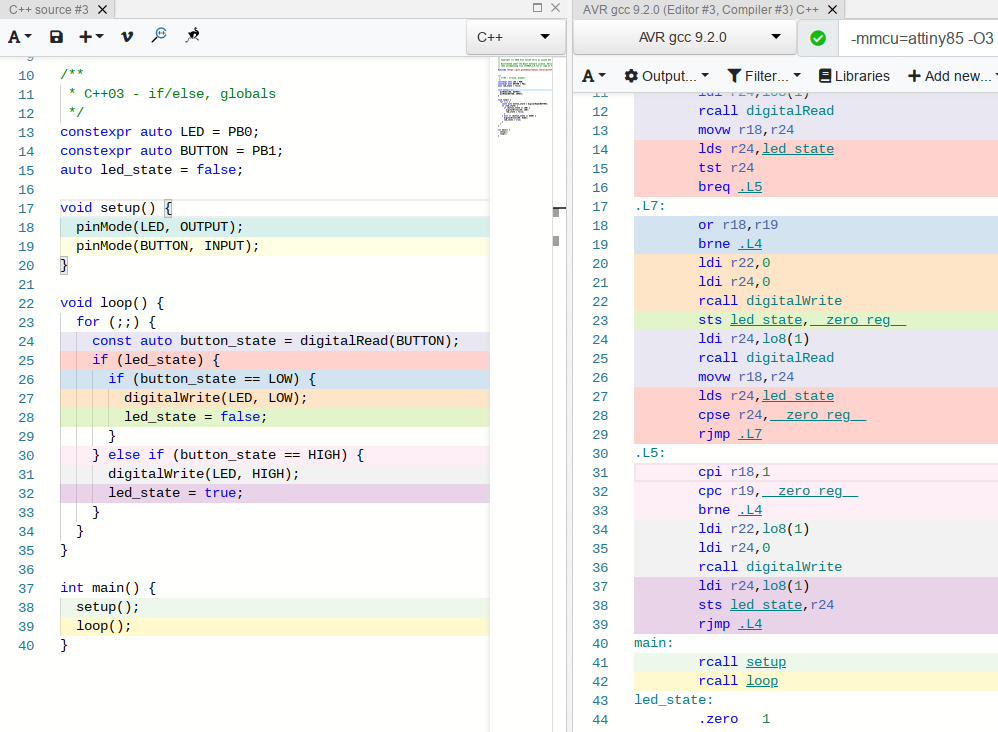 C++ source #3
A
C++
9
10 /**
11 * C++03 - if/else, globals
12 */
13 constexpr auto LED = PB0;
14 constexpr auto BUTTON = PB1;
15 auto led_state = false;
16
17 void setup() {
18 pinMode(LED, OUTPUT);
19 pinMode(BUTTON, INPUT);
20 }
21
22 void loop() {
23 for (;;) {
24 const auto button_state = digitalRead(BUTTON);
25 if (led_state) {
26 if (button_state == LOW) {
27 digitalWrite(LED, LOW);
28 led_state = false;
29 }
30 } else if (button_state == HIGH) {
31 digitalWrite(LED, HIGH);
32 led_state = true;
33 }
34 }
35 }
36
37 int main() {
38 setup();
39 loop();
40 }
AVR gcc 9.2.0 (Editor #3, Compiler #3) C++
AVR gcc 9.2.0
-mmcu=attiny85 -O3
A Output... Filter... Libraries + Add new...
11 ldi r24,lo8(1)
12 rcall digitalRead
13 movw r18,r24
14 lds r24,led_state
15 tst r24
16 breq .L5
17 .L7:
18 or r18,r19
19 brne .L4
20 ldi r22,0
21 ldi r24,0
22 rcall digitalWrite
23 sts led_state,__zero_reg__
24 ldi r24,lo8(1)
25 rcall digitalRead
26 movw r18,r24
27 lds r24,led_state
28 cpse r24,__zero_reg__
29 rjmp .L7
30 .L5:
31 cpi r18,1
32 cpc r19,__zero_reg__
33 brne .L4
34 ldi r22,lo8(1)
35 ldi r24,0
36 rcall digitalWrite
37 ldi r24,lo8(1)
38 sts led_state,r24
39 rjmp .L4
40 main:
41 rcall setup
42 rcall loop
43 led_state:
44 .zero 1